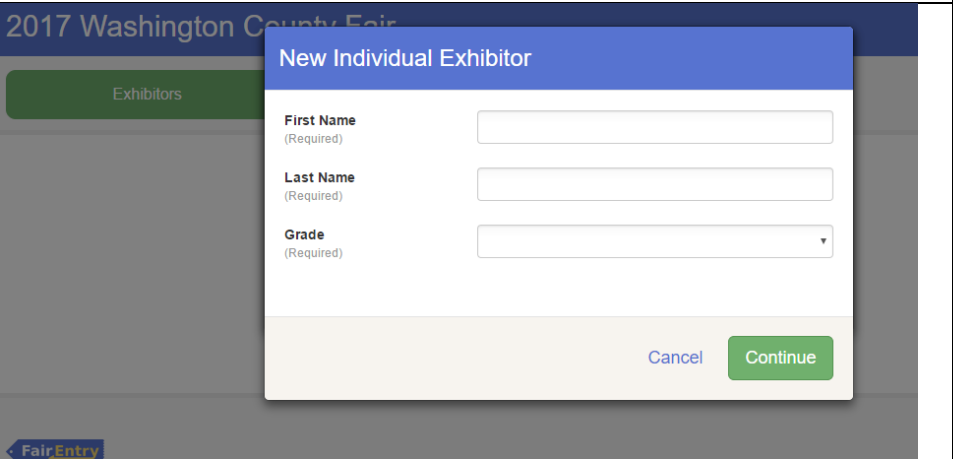 2017 Washington County Fair
New Individual Exhibitor
Exhibitors
First Name
(Required)
Last Name
(Required)
Grade
(Required)
Cancel
Continue
FairEntry